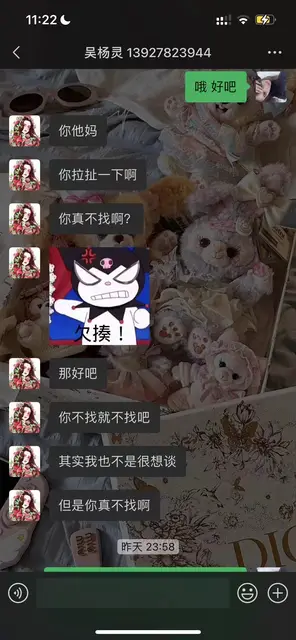 11:22
吴杨灵 13927823944
哦 好吧
你他妈
你拉扯一下啊
你真不找啊?
欠揍！
那好吧
你不找就不找吧
其实我也不是很想谈
但是你真不找啊
昨天 23:58
DIO